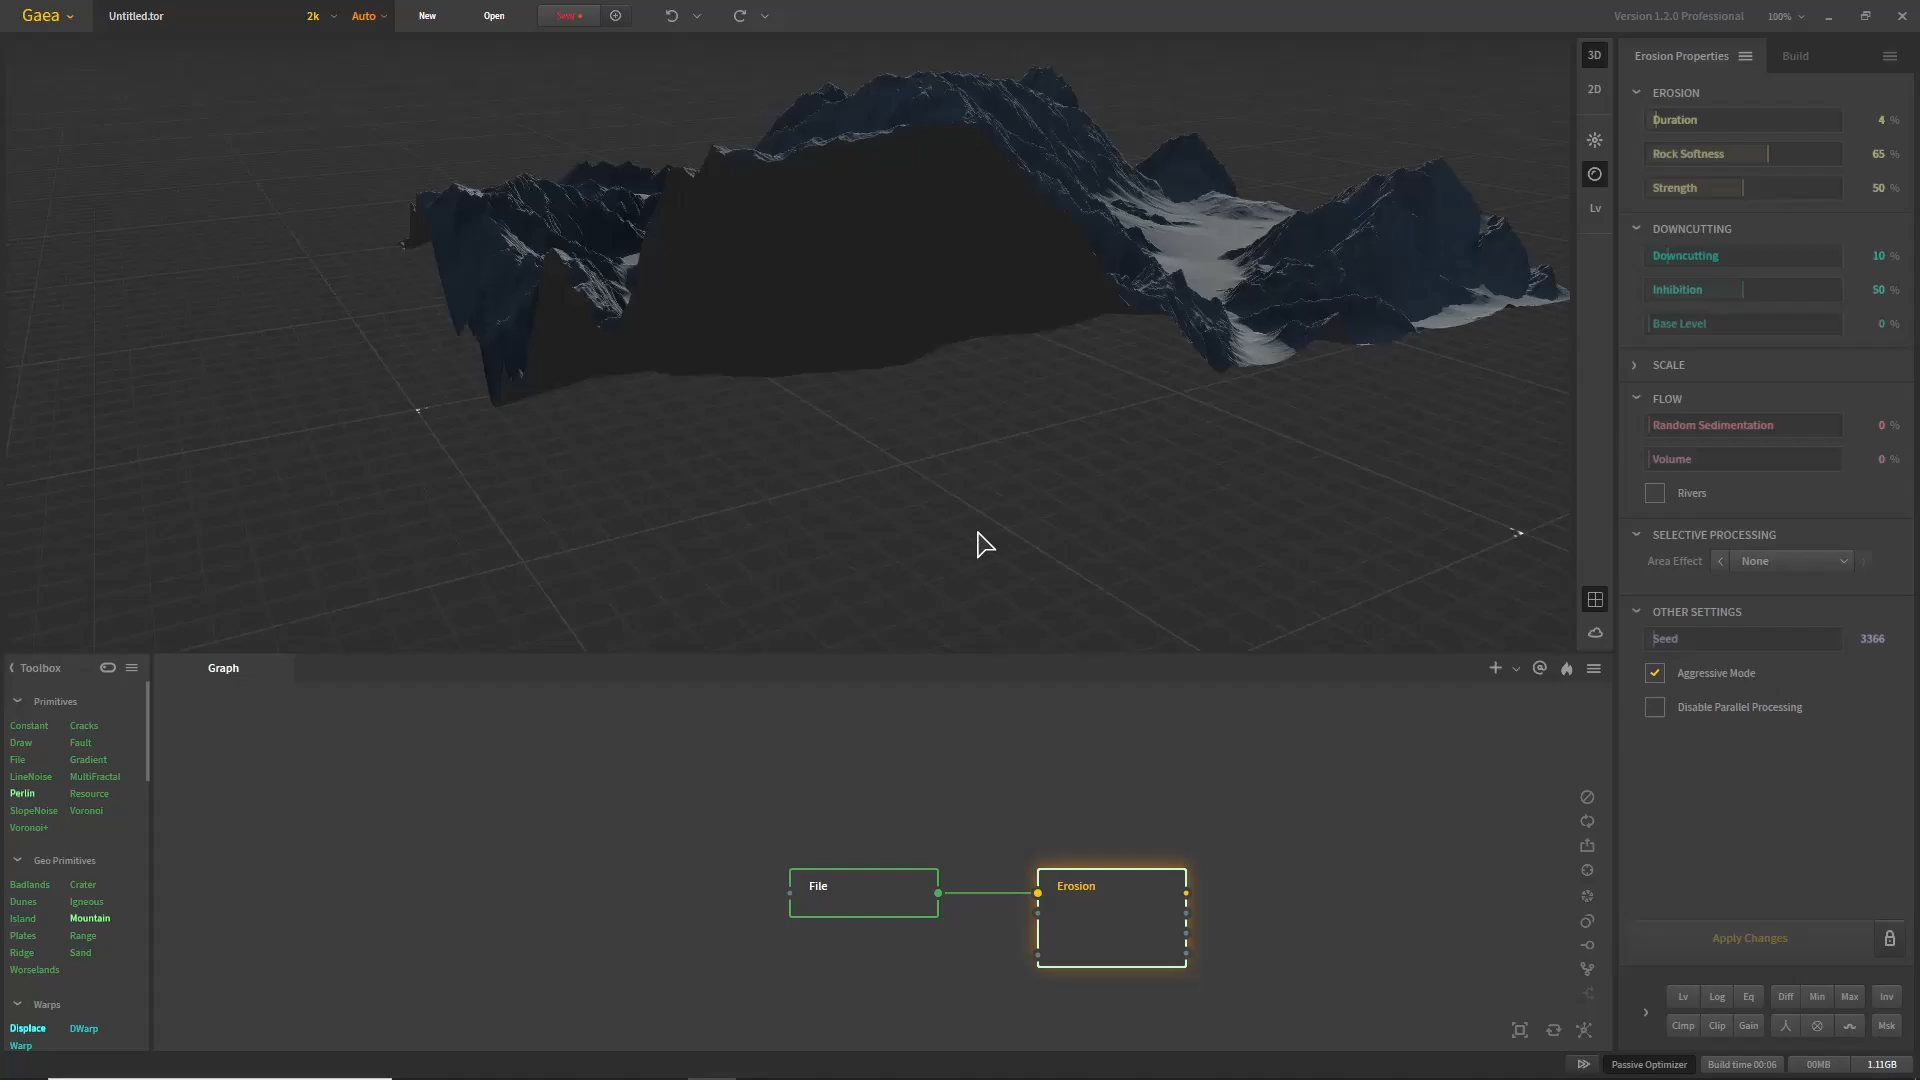 Gaea
Untitled.tor
2k
Auto
New
Open
Save
Version 1.2.0 Professional
100%
3D
2D
Lv
Erosion Properties
Build
EROSION
Duration 4 %
Rock Softness 65 %
Strength 50 %
DOWNCUTTING
Downcutting 10 %
Inhibition 50 %
Base Level 0 %
SCALE
FLOW
Random Sedimentation 0 %
Volume 0 %
Rivers
SELECTIVE PROCESSING
Area Effect None
OTHER SETTINGS
Seed 3366
Aggressive Mode
Disable Parallel Processing
Apply Changes
Lv Log Eq Diff Min Max Inv
Clmp Clip Gain Msk
Toolbox
Primitives
Constant Cracks
Draw Fault
File Gradient
LineNoise MultiFractal
Perlin Resource
SlopeNoise Voronoi
Voronoi+
Geo Primitives
Badlands Crater
Dunes Igneous
Island Mountain
Plates Range
Ridge Sand
Worselands
Warps
Displace DWarp
Warp
Graph
File
Erosion
Passive Optimizer
Build time 00:06
00MB
1.11GB